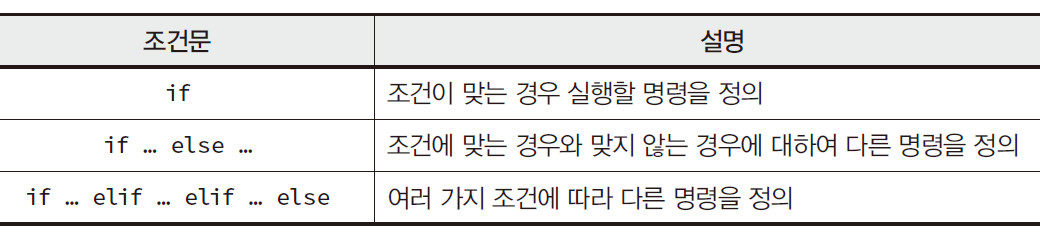 조건문 설명
if 조건이 맞는 경우 실행할 명령을 정의
if … else … 조건에 맞는 경우와 맞지 않는 경우에 대하여 다른 명령을 정의
if … elif … elif … else 여러 가지 조건에 따라 다른 명령을 정의